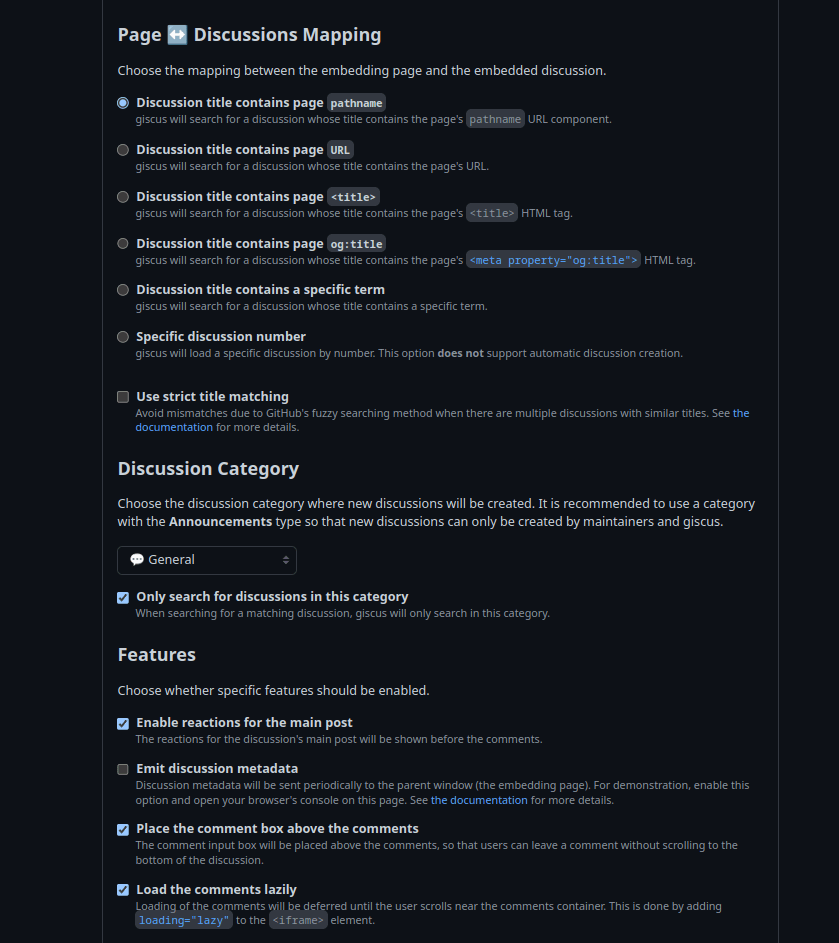 Page ↔️ Discussions Mapping
Choose the mapping between the embedding page and the embedded discussion.
Discussion title contains page pathname
giscus will search for a discussion whose title contains the page's pathname URL component.
Discussion title contains page URL
giscus will search for a discussion whose title contains the page's URL.
Discussion title contains page <title>
giscus will search for a discussion whose title contains the page's <title> HTML tag.
Discussion title contains page og:title
giscus will search for a discussion whose title contains the page's <meta property="og:title"> HTML tag.
Discussion title contains a specific term
giscus will search for a discussion whose title contains a specific term.
Specific discussion number
giscus will load a specific discussion by number. This option does not support automatic discussion creation.
Use strict title matching
Avoid mismatches due to GitHub's fuzzy searching method when there are multiple discussions with similar titles. See the
documentation for more details.
Discussion Category
Choose the discussion category where new discussions will be created. It is recommended to use a category
with the Announcements type so that new discussions can only be created by maintainers and giscus.
💬 General
Only search for discussions in this category
When searching for a matching discussion, giscus will only search in this category.
Features
Choose whether specific features should be enabled.
Enable reactions for the main post
The reactions for the discussion's main post will be shown before the comments.
Emit discussion metadata
Discussion metadata will be sent periodically to the parent window (the embedding page). For demonstration, enable this
option and open your browser's console on this page. See the documentation for more details.
Place the comment box above the comments
The comment input box will be placed above the comments, so that users can leave a comment without scrolling to the
bottom of the discussion.
Load the comments lazily
Loading of the comments will be deferred until the user scrolls near the comments container. This is done by adding
loading="lazy" to the <iframe> element.